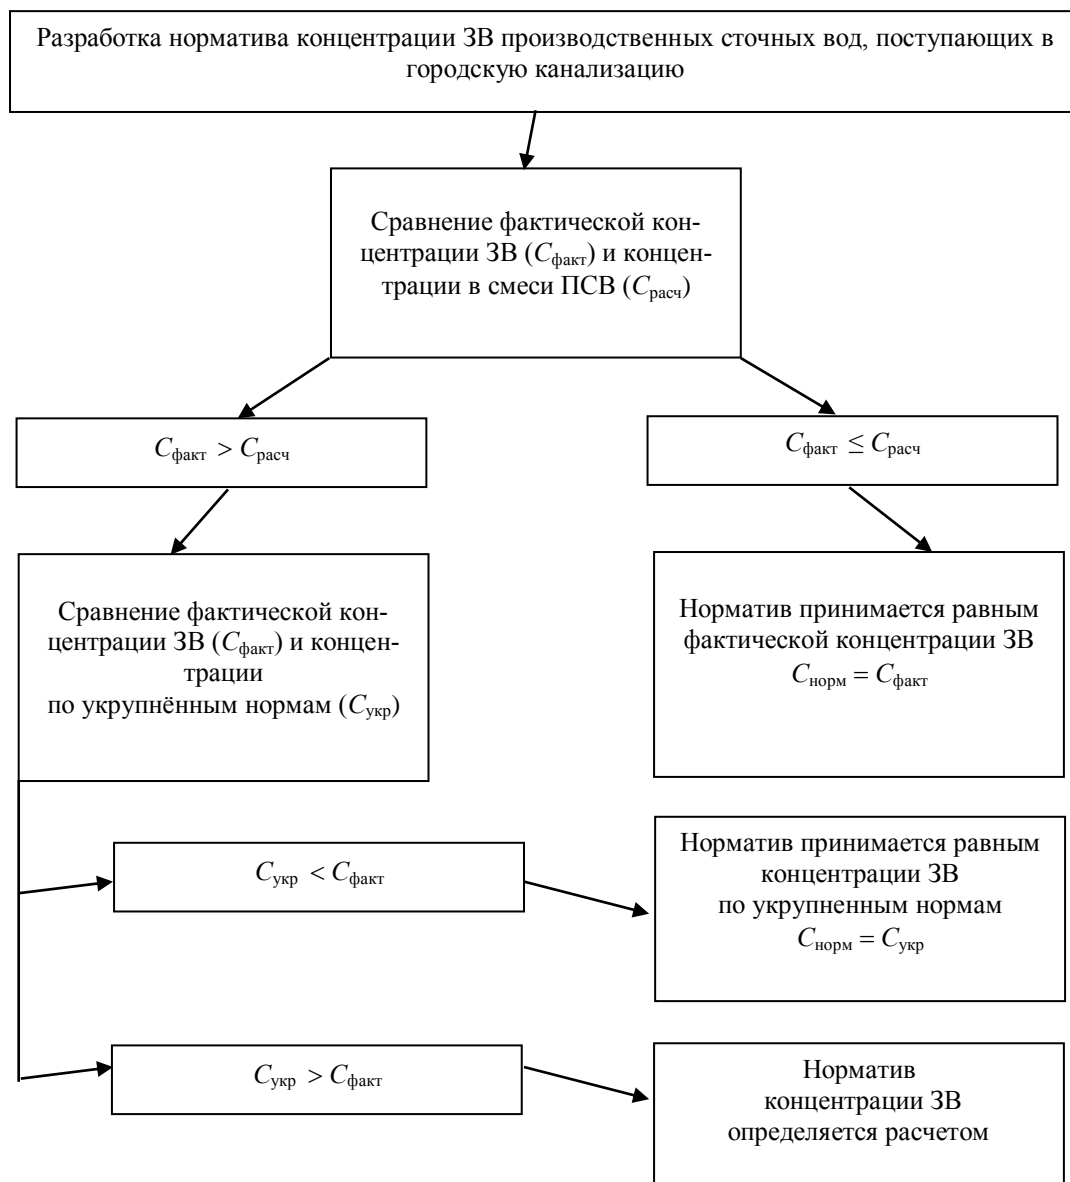 Разработка норматива концентрации ЗВ производственных сточных вод, поступающих в
городскую канализацию
Сравнение фактической кон-
центрации ЗВ (Cфакт) и концен-
трации в смеси ПСВ (Cрасч)
Cфакт > Cрасч
Cфакт ≤ Cрасч
Сравнение фактической кон-
центрации ЗВ (Cфакт) и концен-
трации
по укрупнённым нормам (Cукр)
Норматив принимается равным
фактической концентрации ЗВ
Cнорм = Cфакт
Cукр < Cфакт
Норматив принимается равным
концентрации ЗВ
по укрупненным нормам
Cнорм = Cукр
Cукр > Cфакт
Норматив
концентрации ЗВ
определяется расчетом